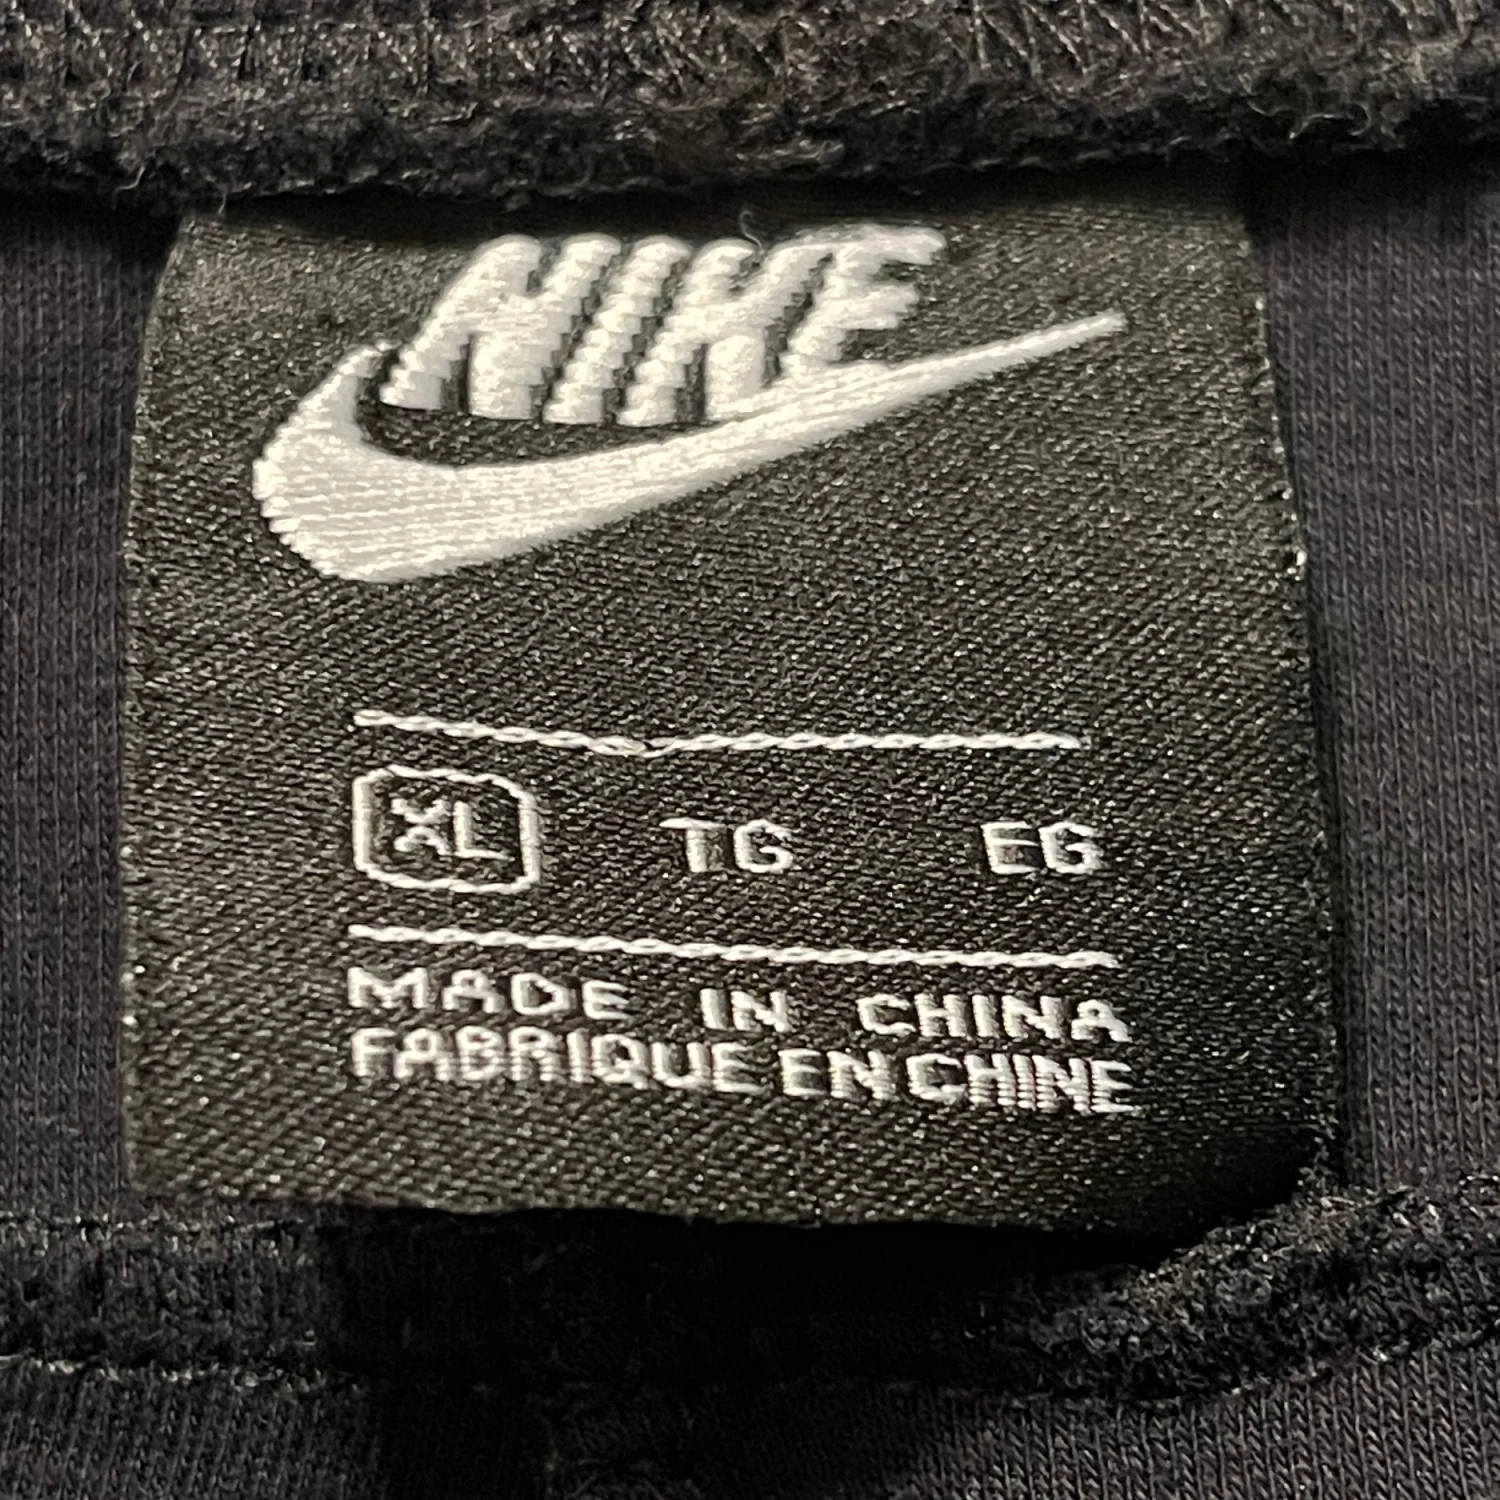 NIKE
XL TG EG
MADE IN CHINA
FABRIQUE EN CHINE